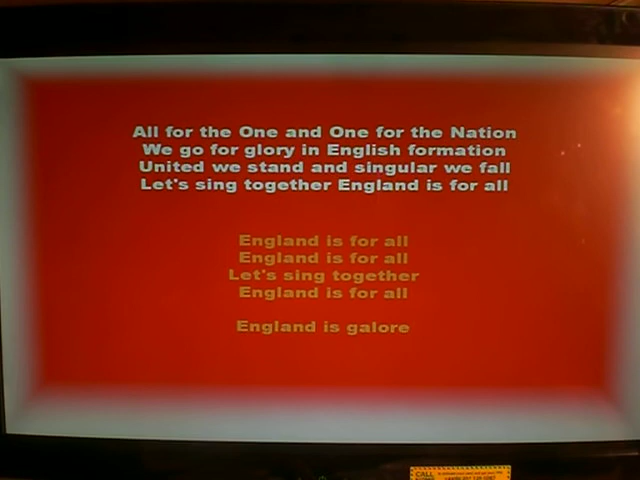 All for the One and One for the Nation
We go for glory in English formation
United we stand and singular we fall
Let's sing together England is for all
England is for all
England is for all
Let's sing together
England is for all
England is galore
CALL